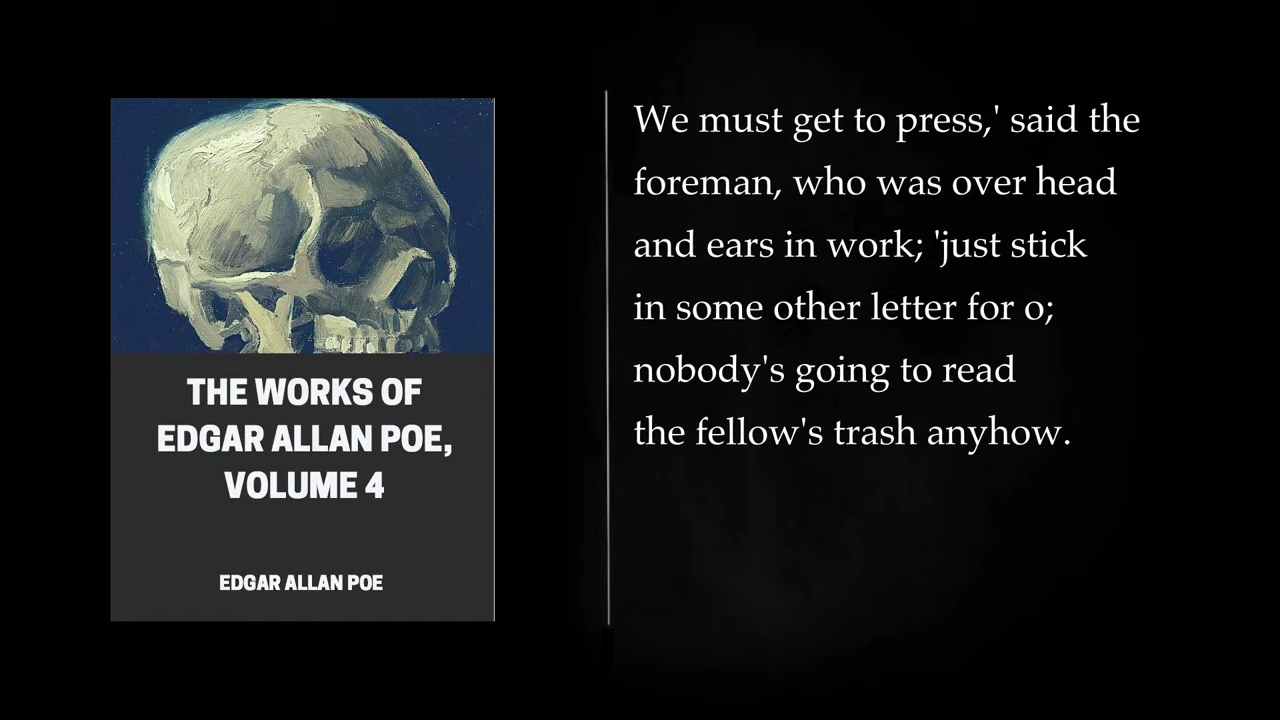 THE WORKS OF
EDGAR ALLAN POE,
VOLUME 4
EDGAR ALLAN POE
We must get to press,' said the
foreman, who was over head
and ears in work; 'just stick
in some other letter for o;
nobody's going to read
the fellow's trash anyhow.